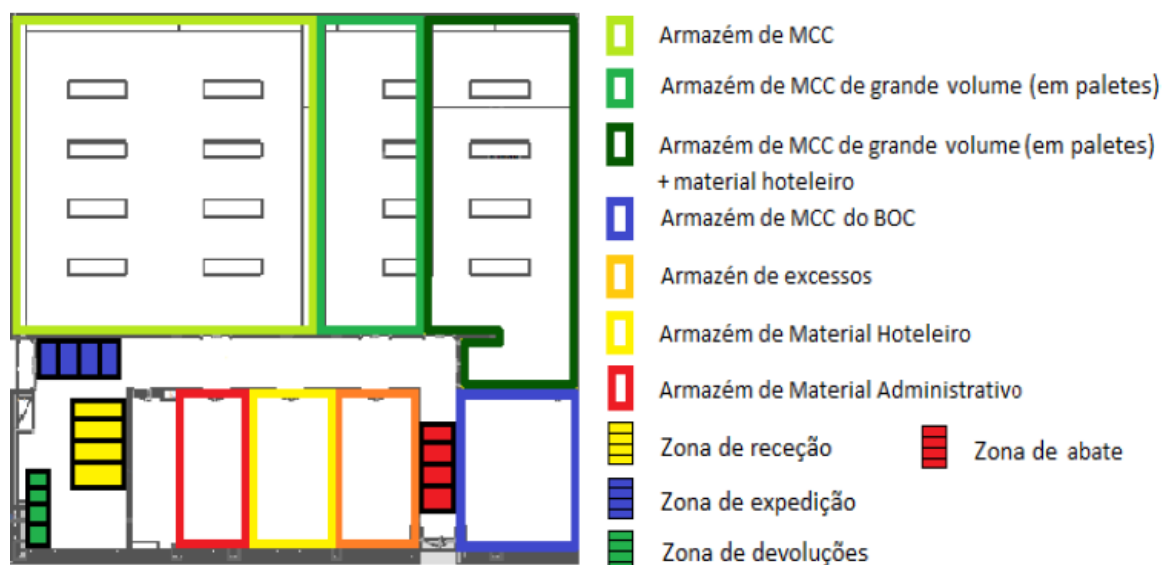 Armazém de MCC
Armazém de MCC de grande volume (em paletes)
Armazém de MCC de grande volume (em paletes)
+ material hoteleiro
Armazém de MCC do BOC
Armazén de excessos
Armazém de Material Hoteleiro
Armazém de Material Administrativo
Zona de receção
Zona de abate
Zona de expedição
Zona de devoluções